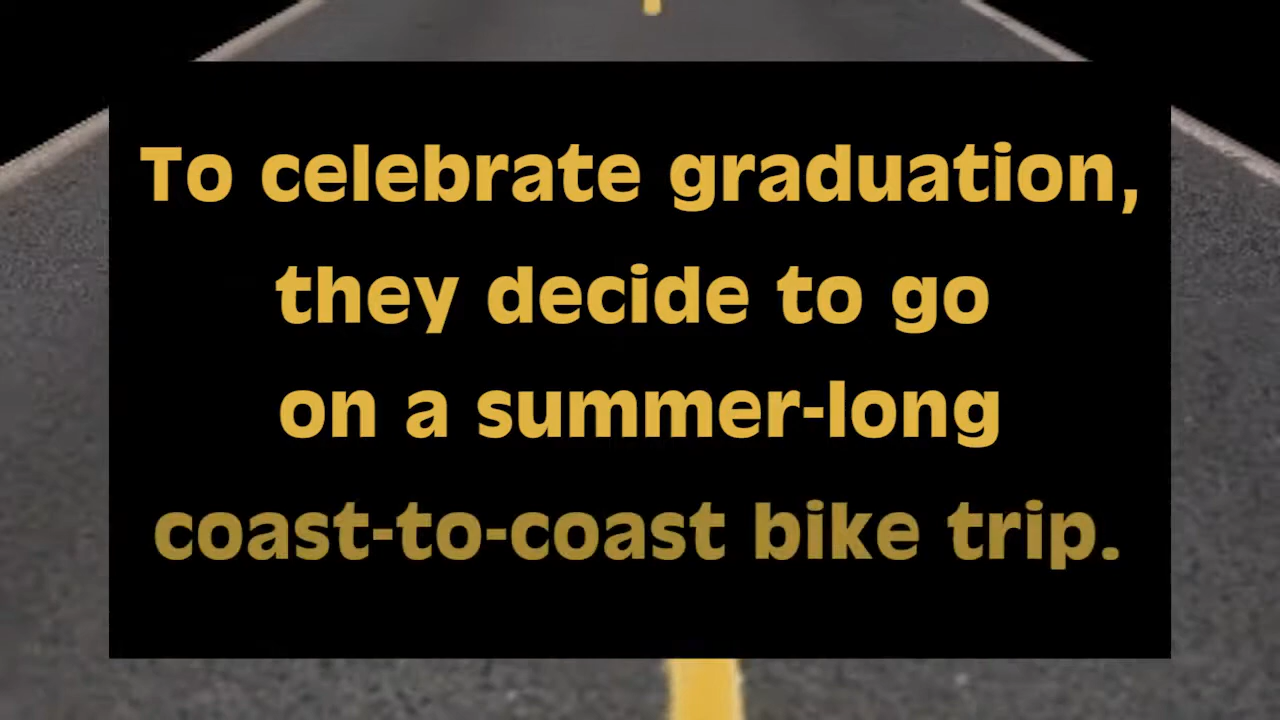 To celebrate graduation,
they decide to go
on a summer-long
coast-to-coast bike trip.